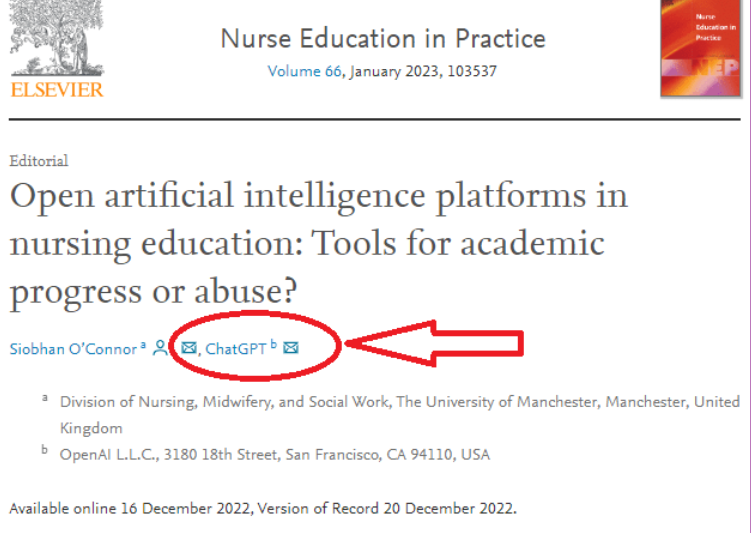 Nurse Education in Practice
Volume 66, January 2023, 103537
ELSEVIER
Nurse
Education in
Practice
NEP
Editorial
Open artificial intelligence platforms in
nursing education: Tools for academic
progress or abuse?
Siobhan O'Connor a, ChatGPT b
a Division of Nursing, Midwifery, and Social Work, The University of Manchester, Manchester, United
Kingdom
b OpenAI L.L.C., 3180 18th Street, San Francisco, CA 94110, USA
Available online 16 December 2022, Version of Record 20 December 2022.